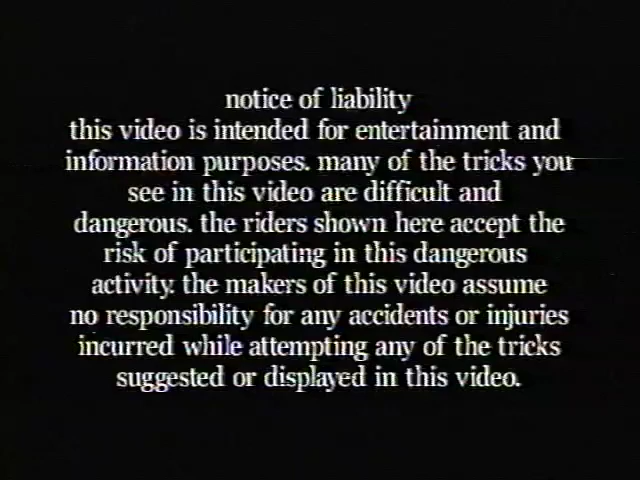 notice of liability
this video is intended for entertainment and
information purposes. many of the tricks you
see in this video are difficult and
dangerous. the riders shown here accept the
risk of participating in this dangerous
activity. the makers of this video assume
no responsibility for any accidents or injuries
incurred while attempting any of the tricks
suggested or displayed in this video.